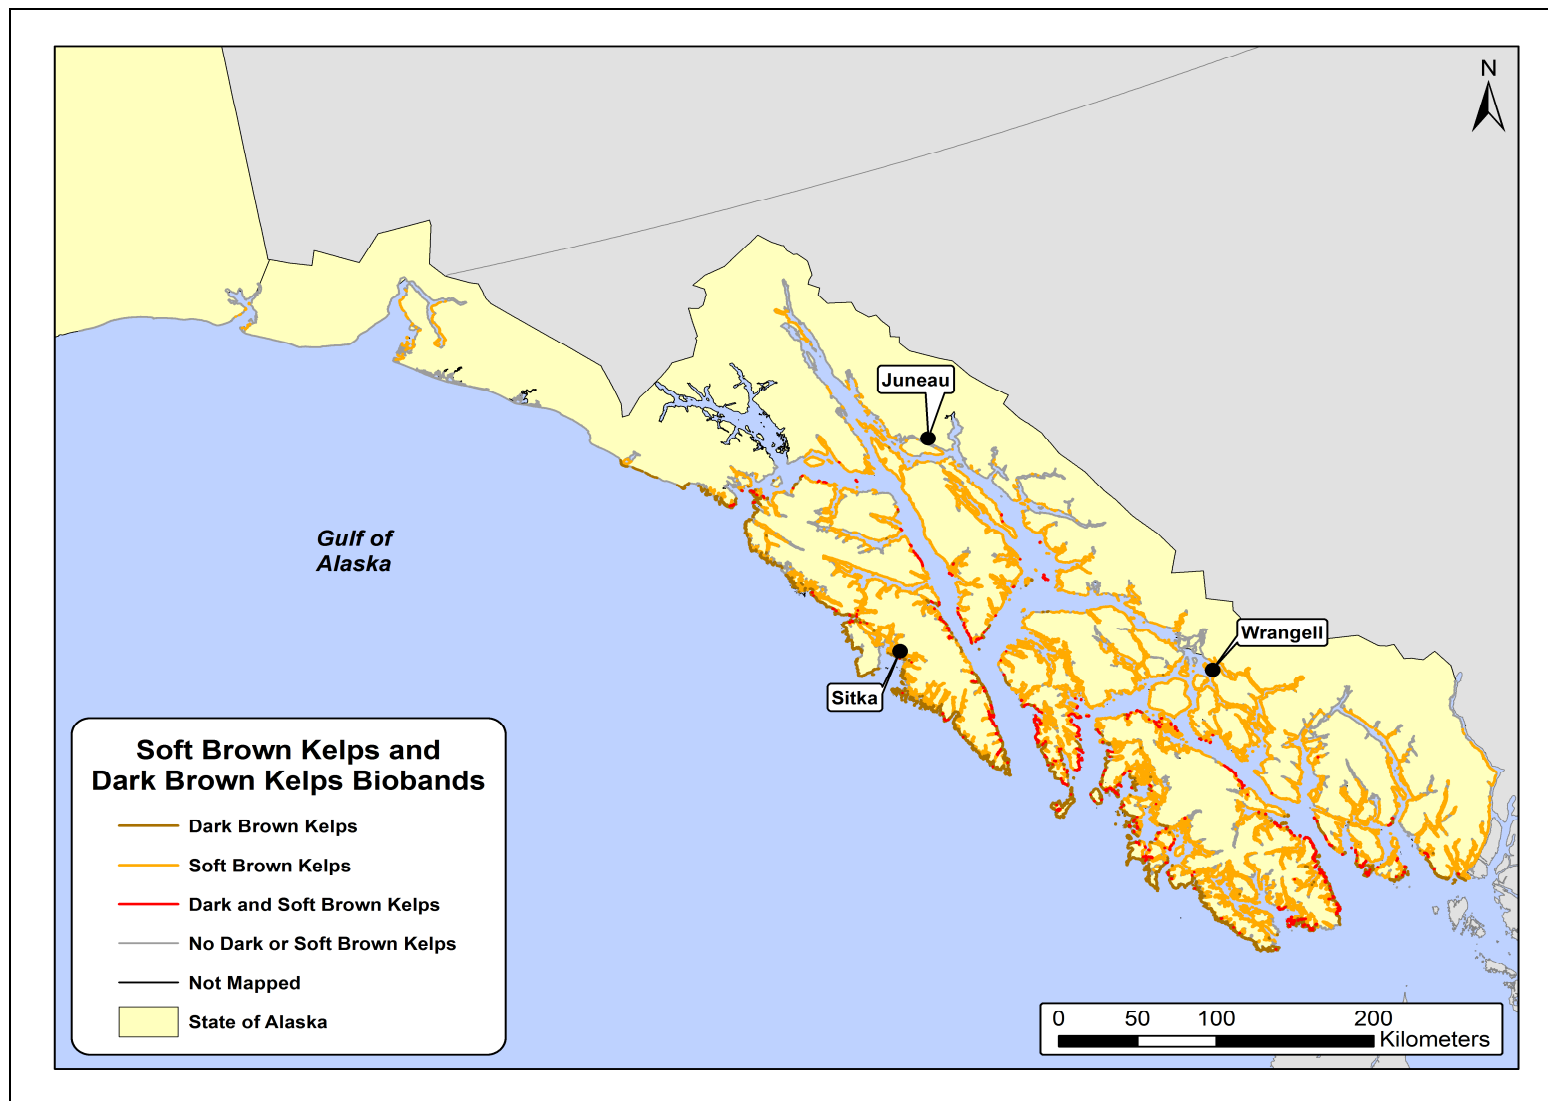 N
Juneau
Gulf of
Alaska
Wrangell
Sitka
Soft Brown Kelps and
Dark Brown Kelps Biobands
Dark Brown Kelps
Soft Brown Kelps
Dark and Soft Brown Kelps
No Dark or Soft Brown Kelps
Not Mapped
State of Alaska
0 50 100 200
Kilometers